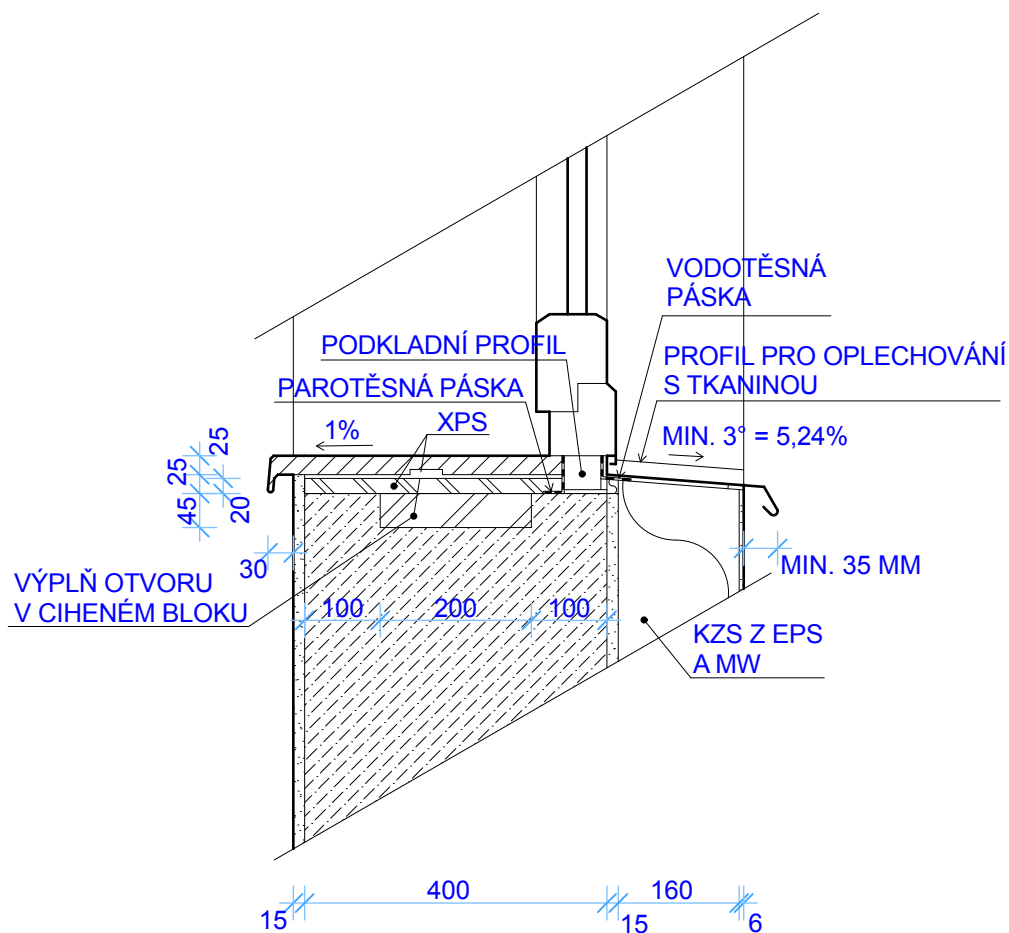 VODOTĚSNÁ
PÁSKA
PODKLADNÍ PROFIL
PROFIL PRO OPLECHOVÁNÍ
S TKANINOU
PAROTĚSNÁ PÁSKA
XPS
1%
MIN. 3° = 5,24%
25
25
45
20
30
MIN. 35 MM
VÝPLŇ OTVORU
V CIHENÉM BLOKU
100
200
100
KZS Z EPS
A MW
400
160
15
15
6